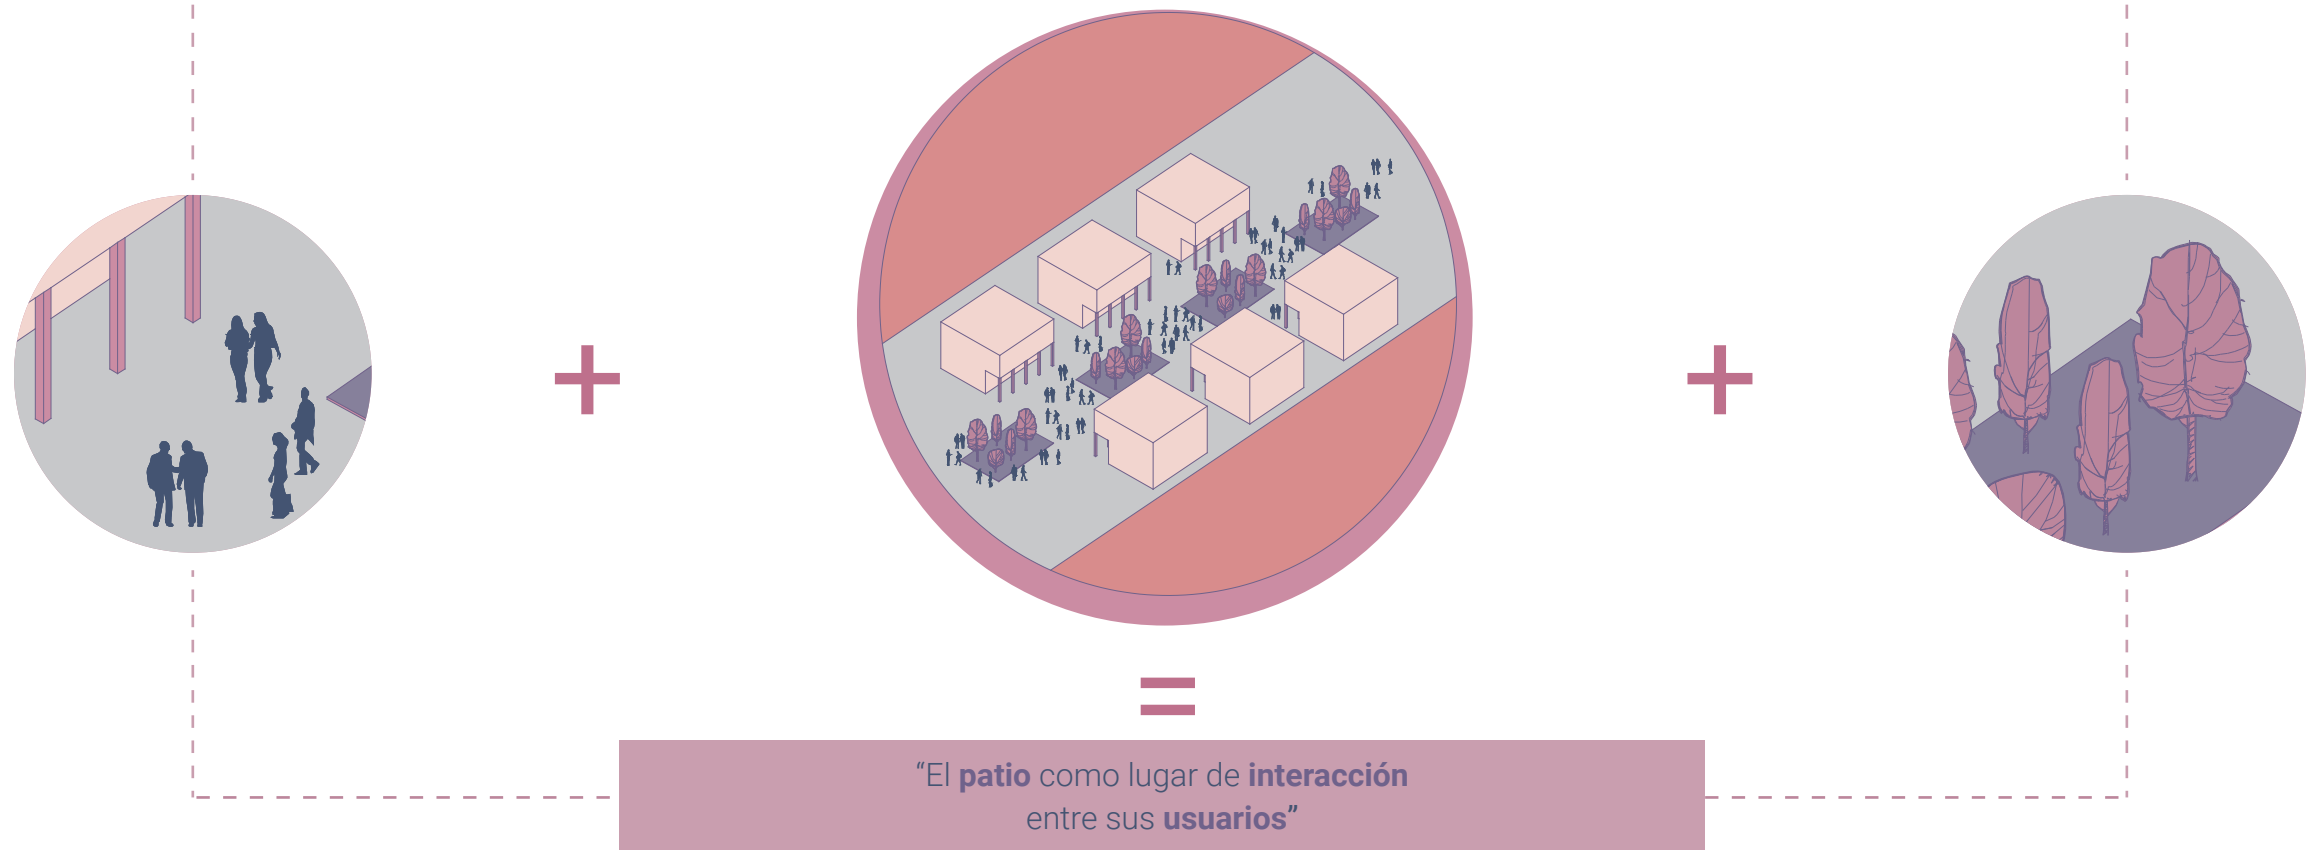 “El patio como lugar de interacción
entre sus usuarios”